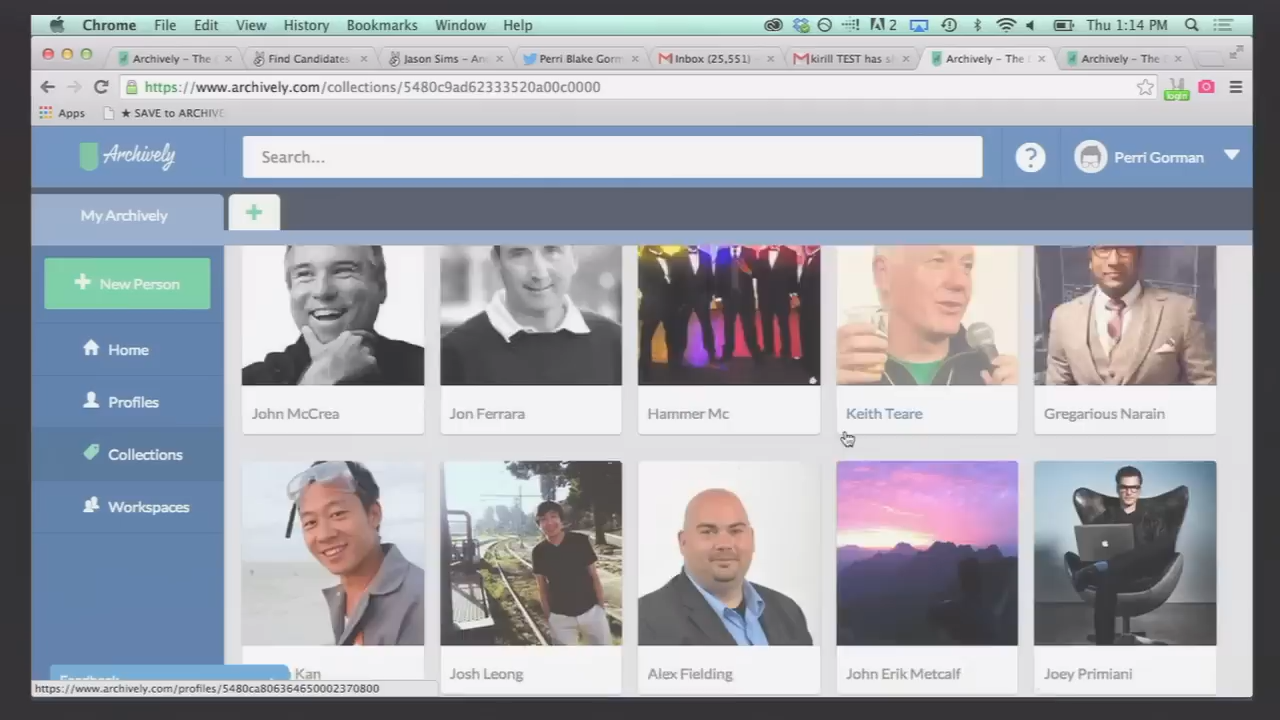 Chrome File Edit View History Bookmarks Window Help
2 Thu 1:14 PM
Archively - The
Find Candidates
Jason Sims - An
Perri Blake Gorm
Inbox (25,551)
kirill TEST has s
Archively - The
Archively - The
https://www.archively.com/collections/5480c9ad62333520a00c0000
login
Apps ★ SAVE to ARCHIVE
Archively
Search...
?
Perri Gorman
My Archively
+
+ New Person
Home
Profiles
Collections
Workspaces
John McCrea
Jon Ferrara
Hammer Mc
Keith Teare
Gregarious Narain
Kan
Josh Leong
Alex Fielding
John Erik Metcalf
Joey Primiani
Feedback
https://www.archively.com/profiles/5480ca806364650002370800